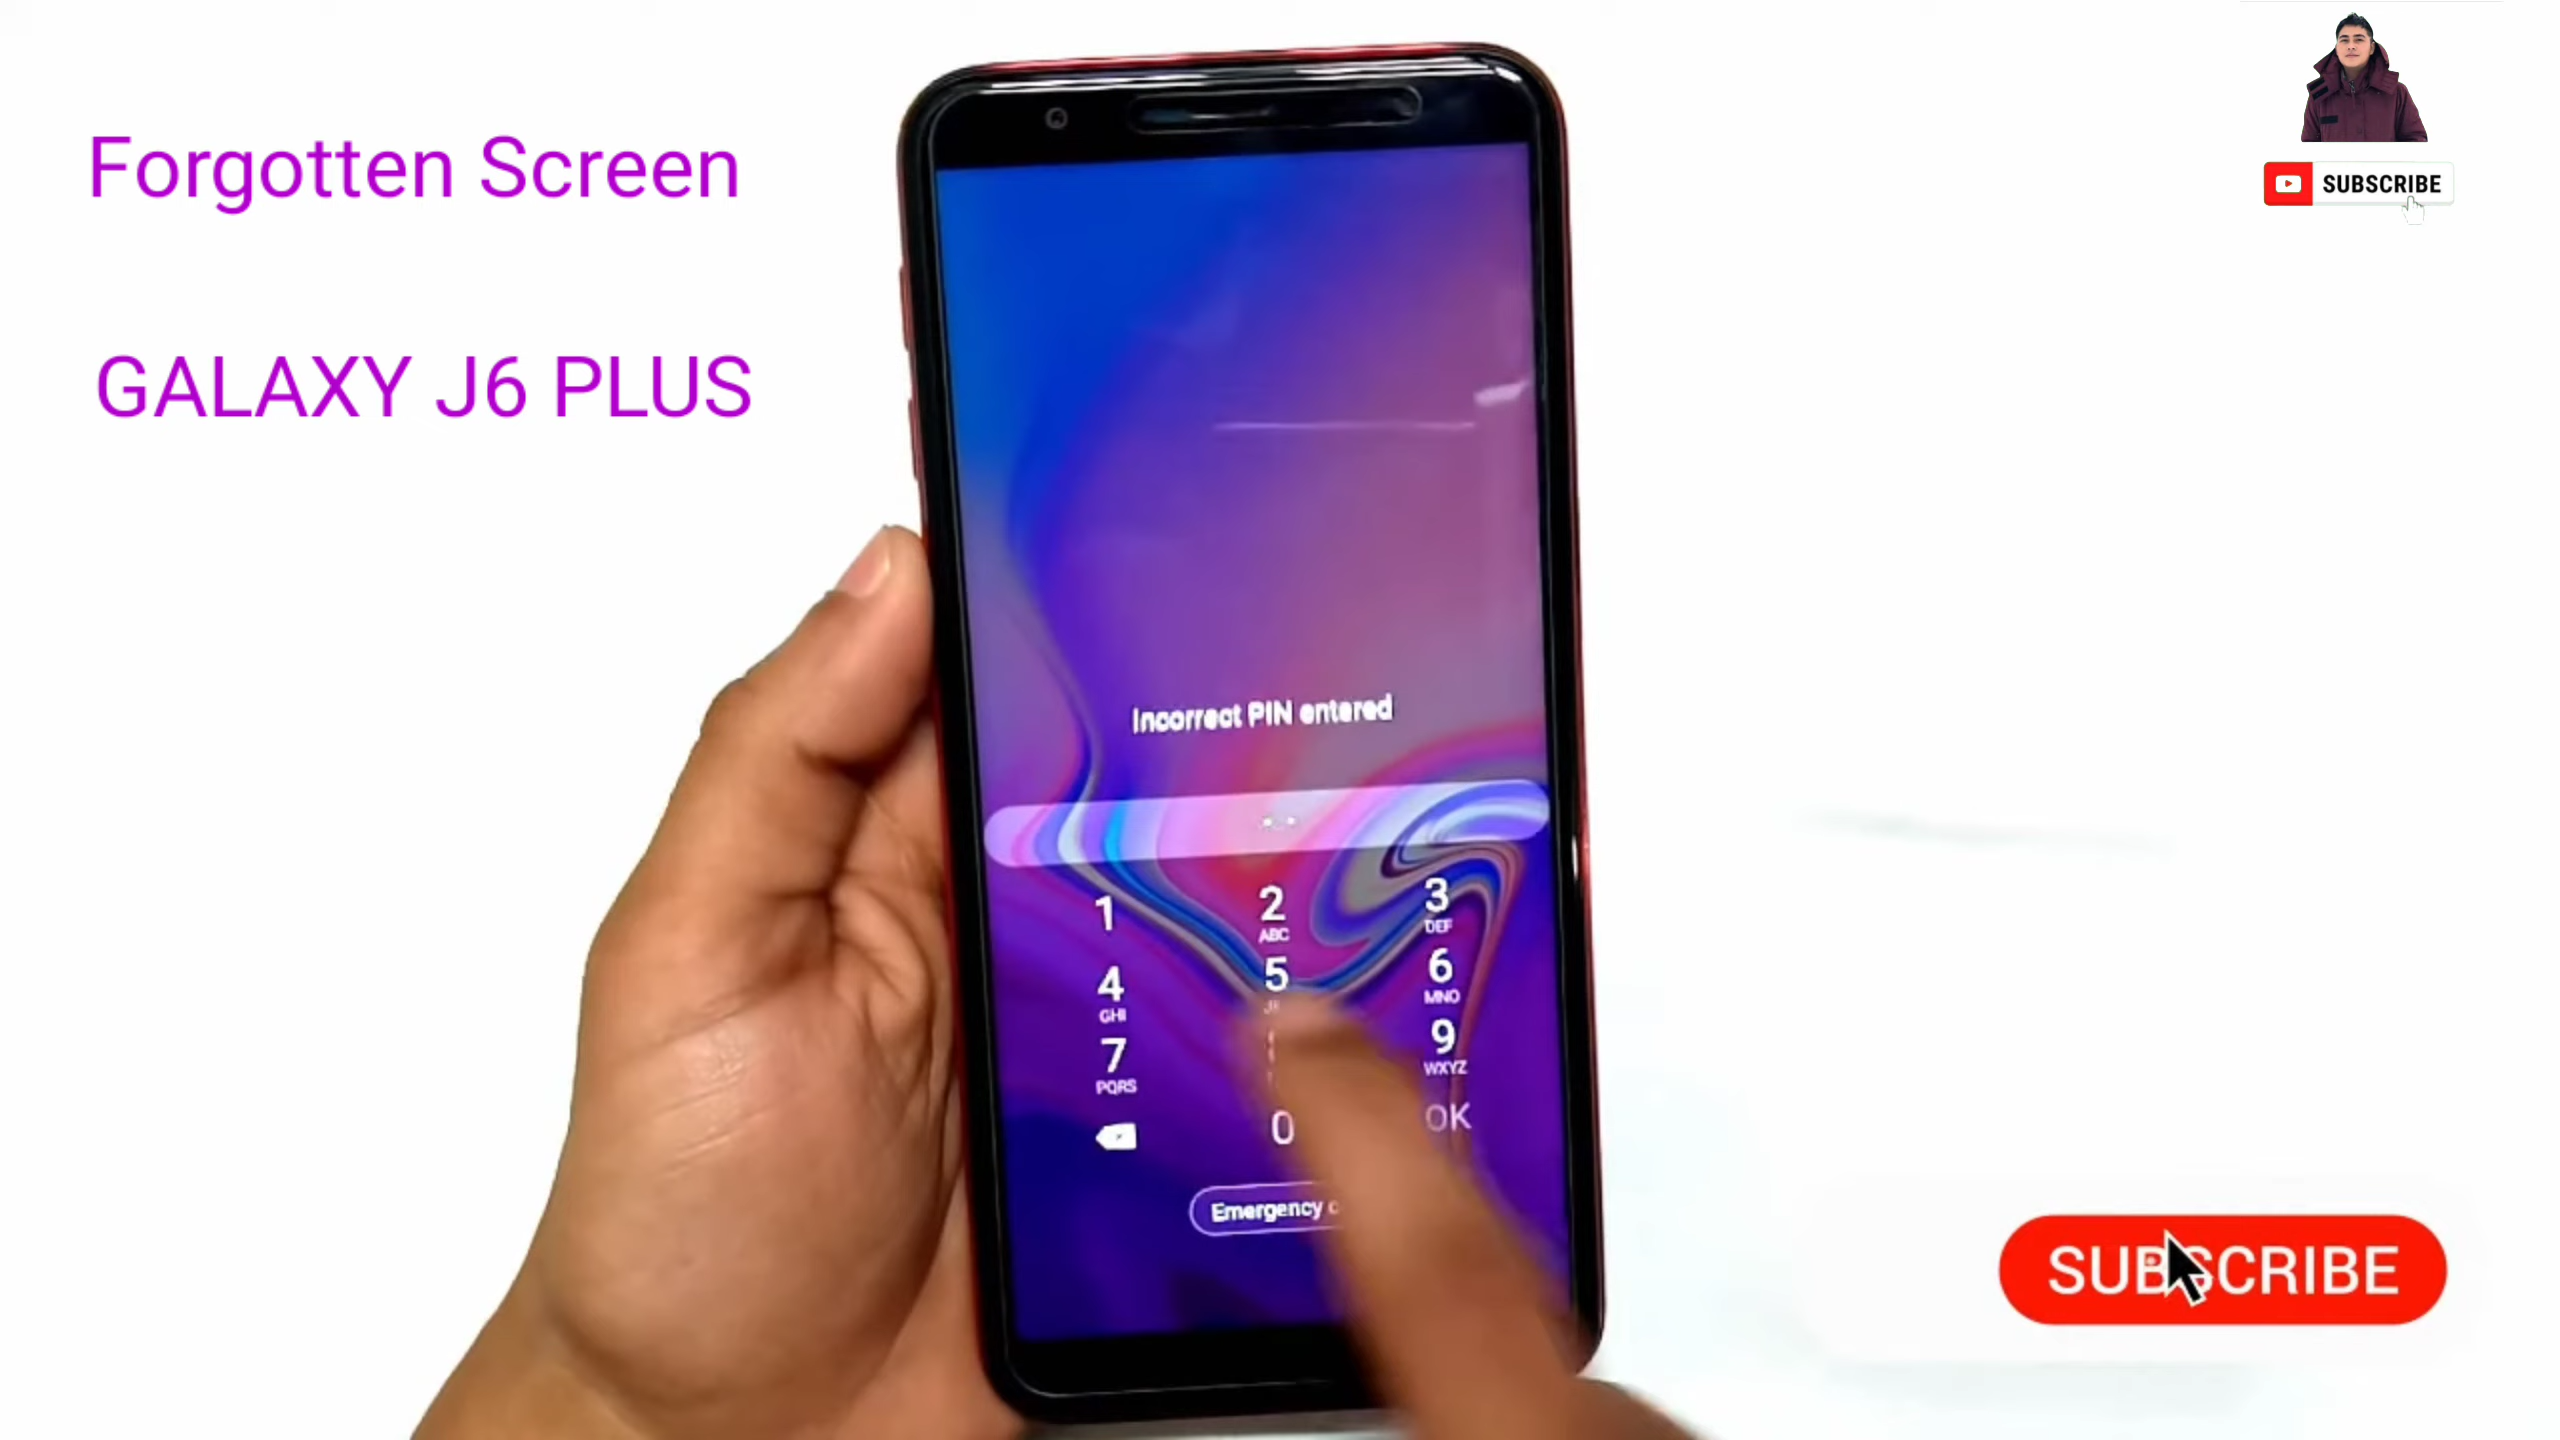 Forgotten Screen
GALAXY J6 PLUS
SUBSCRIBE
Incorrect PIN entered
1
2
ABC
3
DEF
4
GHI
5
6
MNO
7
PQRS
9
WXYZ
0
OK
Emergency
SUBSCRIBE